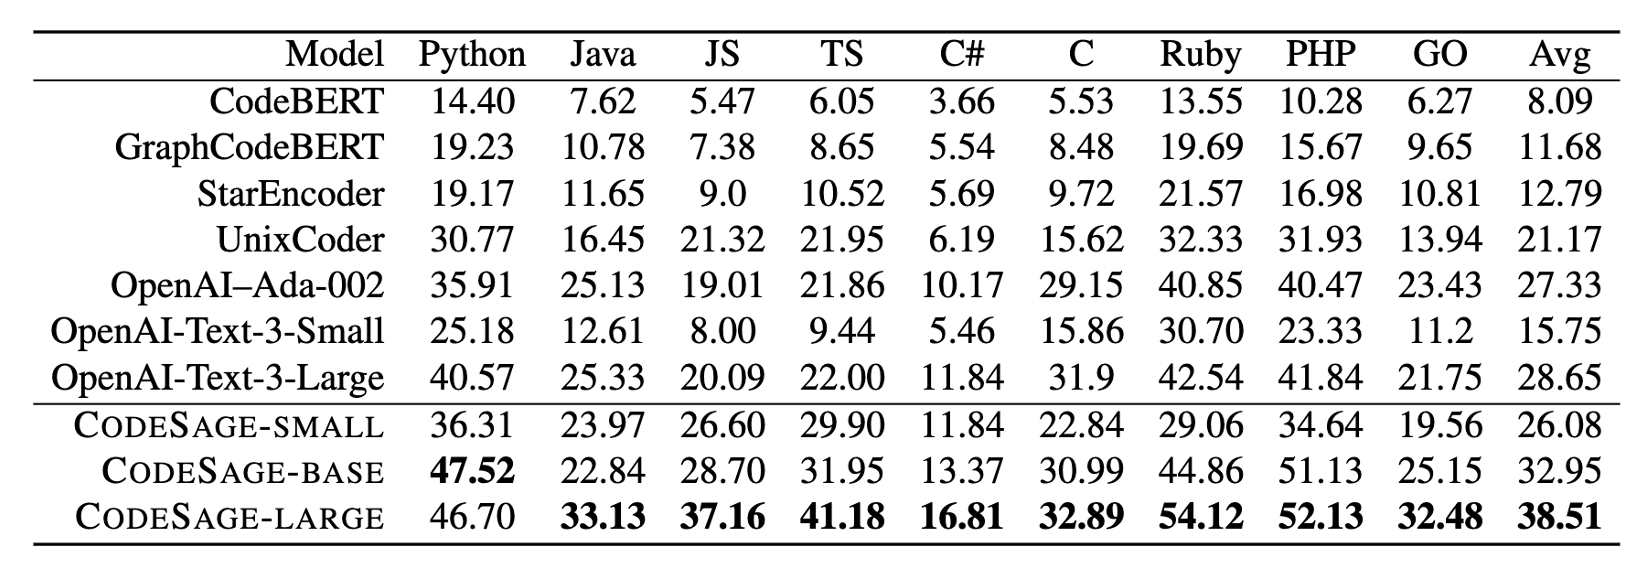 Model Python Java JS TS C# C Ruby PHP GO Avg
CodeBERT 14.40 7.62 5.47 6.05 3.66 5.53 13.55 10.28 6.27 8.09
GraphCodeBERT 19.23 10.78 7.38 8.65 5.54 8.48 19.69 15.67 9.65 11.68
StarEncoder 19.17 11.65 9.0 10.52 5.69 9.72 21.57 16.98 10.81 12.79
UnixCoder 30.77 16.45 21.32 21.95 6.19 15.62 32.33 31.93 13.94 21.17
OpenAI–Ada-002 35.91 25.13 19.01 21.86 10.17 29.15 40.85 40.47 23.43 27.33
OpenAI-Text-3-Small 25.18 12.61 8.00 9.44 5.46 15.86 30.70 23.33 11.2 15.75
OpenAI-Text-3-Large 40.57 25.33 20.09 22.00 11.84 31.9 42.54 41.84 21.75 28.65
CODESAGE-SMALL 36.31 23.97 26.60 29.90 11.84 22.84 29.06 34.64 19.56 26.08
CODESAGE-BASE 47.52 22.84 28.70 31.95 13.37 30.99 44.86 51.13 25.15 32.95
CODESAGE-LARGE 46.70 33.13 37.16 41.18 16.81 32.89 54.12 52.13 32.48 38.51